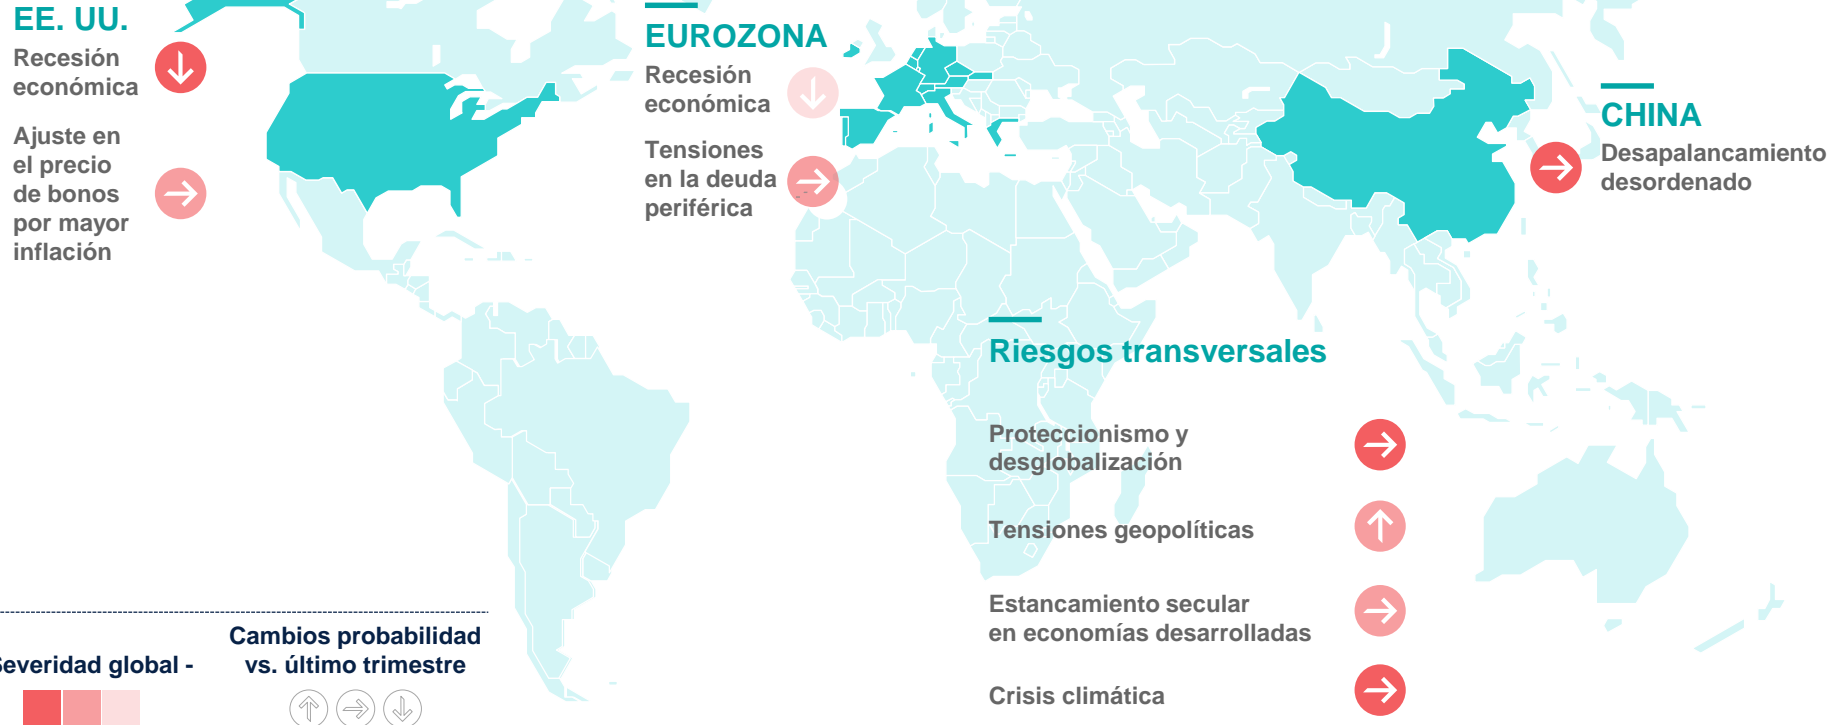 EE. UU.
Recesión
económica
Ajuste en
el precio
de bonos
por mayor
inflación
EUROZONA
Recesión
económica
Tensiones
en la deuda
periférica
CHINA
Desapalancamiento
desordenado
Riesgos transversales
Proteccionismo y
desglobalización
Tensiones geopolíticas
Estancamiento secular
en economías desarrolladas
Crisis climática
Severidad global -
Cambios probabilidad
vs. último trimestre